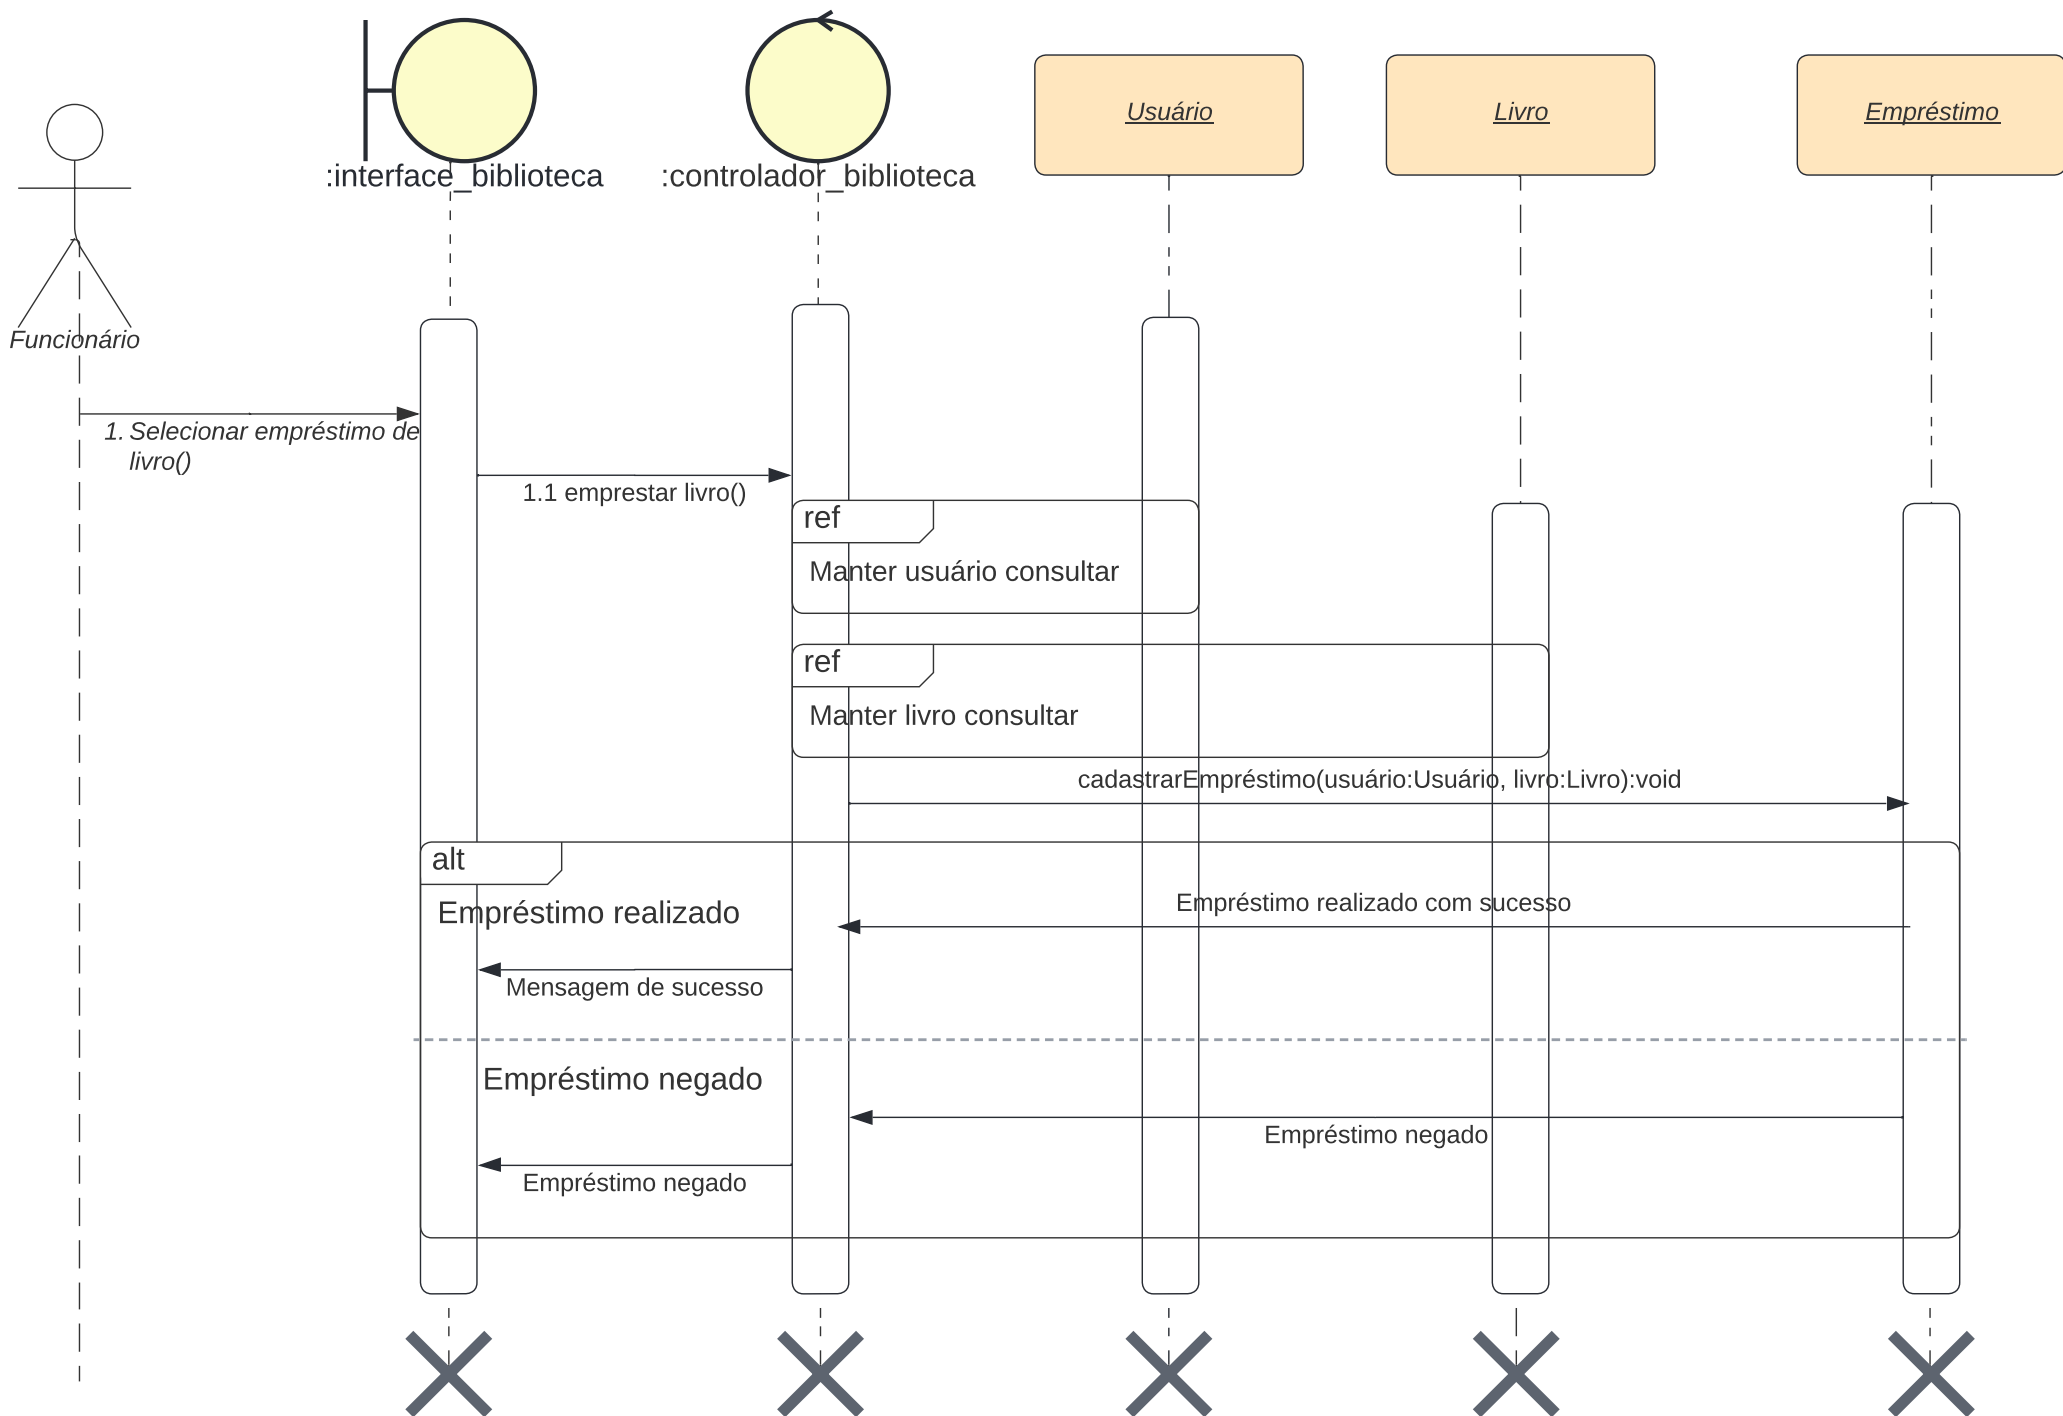 Usuário
Livro
Empréstimo
:interface_biblioteca
:controlador_biblioteca
Funcionário
1. Selecionar empréstimo de
livro()
1.1 emprestar livro()
ref
Manter usuário consultar
ref
Manter livro consultar
cadastrarEmpréstimo(usuário:Usuário, livro:Livro):void
alt
Empréstimo realizado
Empréstimo realizado com sucesso
Mensagem de sucesso
Empréstimo negado
Empréstimo negado
Empréstimo negado